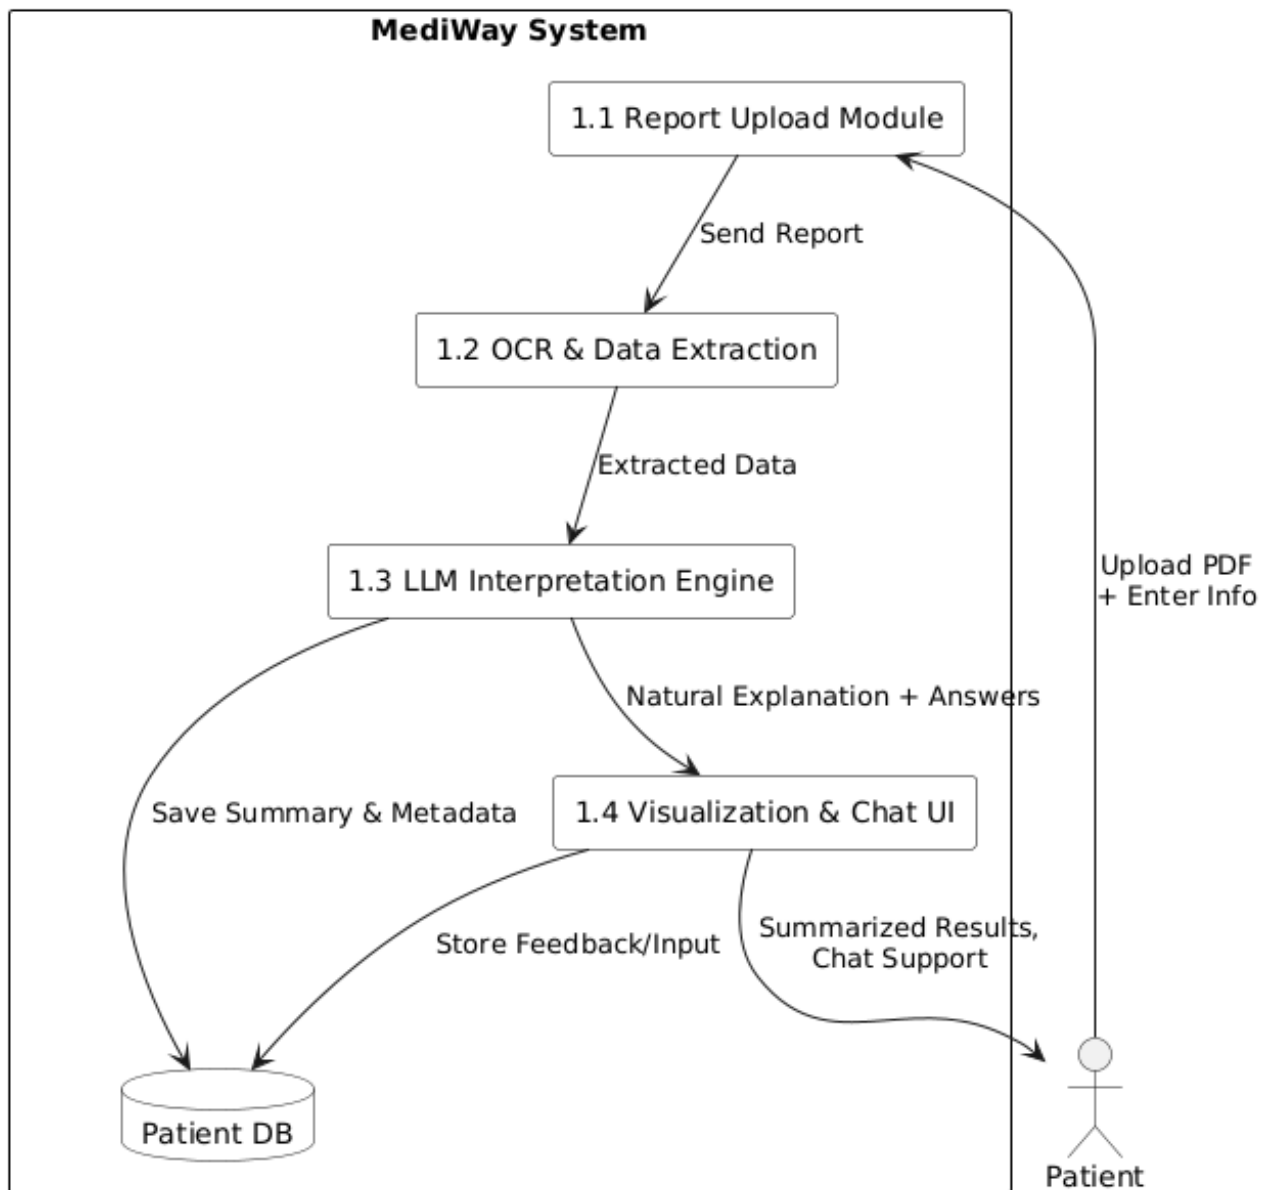 MediWay System
1.1 Report Upload Module
Send Report
1.2 OCR & Data Extraction
Extracted Data
1.3 LLM Interpretation Engine
Upload PDF
+ Enter Info
Natural Explanation + Answers
Save Summary & Metadata
1.4 Visualization & Chat UI
Store Feedback/Input
Summarized Results,
Chat Support
Patient DB
Patient